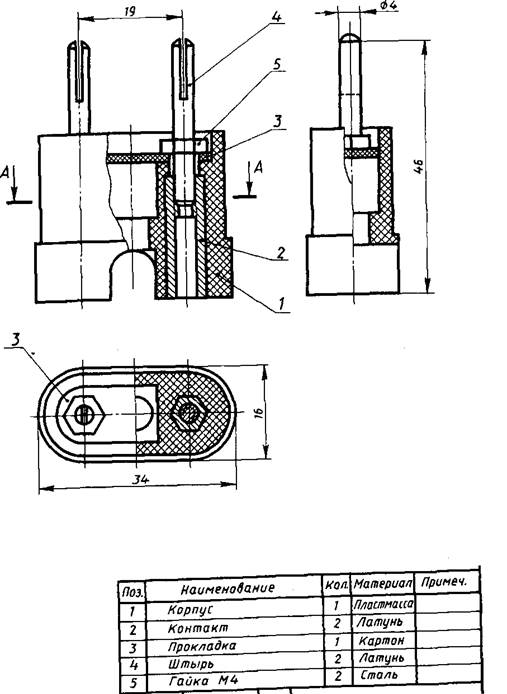 19
Ø4
4
5
3
A
A
46
2
1
3
16
34
Поз. Наименование Кол. Материал Примеч.
1 Корпус 1 Пластмасса
2 Контакт 2 Латунь
3 Прокладка 1 Картон
4 Штырь 2 Латунь
5 Гайка М4 2 Сталь